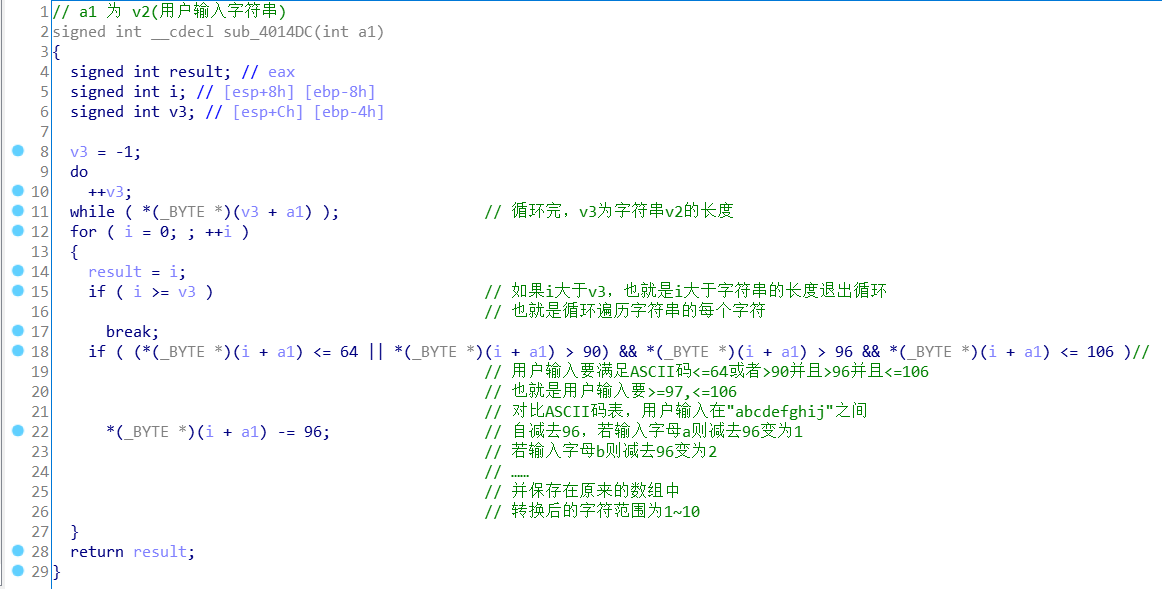 1 // a1 为 v2(用户输入字符串)
2 signed int __cdecl sub_4014DC(int a1)
3 {
4   signed int result; // eax
5   signed int i; // [esp+8h] [ebp-8h]
6   signed int v3; // [esp+Ch] [ebp-4h]
7
8   v3 = -1;
9   do
10     ++v3;
11   while ( *(_BYTE *)(v3 + a1) );                // 循环完，v3为字符串v2的长度
12   for ( i = 0; ; ++i )
13   {
14     result = i;
15     if ( i >= v3 )                              // 如果i大于v3，也就是i大于字符串的长度退出循环
16                                                 // 也就是循环遍历字符串的每个字符
17       break;
18     if ( (*(_BYTE *)(i + a1) <= 64 || *(_BYTE *)(i + a1) > 90) && *(_BYTE *)(i + a1) > 96 && *(_BYTE *)(i + a1) <= 106 )//
19                                                 // 用户输入要满足ASCII码<=64或者>90并且>96并且<=106
20                                                 // 也就是用户输入要>=97,<=106
21                                                 // 对比ASCII码表，用户输入在"abcdefghij"之间
22       *(_BYTE *)(i + a1) -= 96;                 // 自减去96，若输入字母a则减去96变为1
23                                                 // 若输入字母b则减去96变为2
24                                                 // ……
25                                                 // 并保存在原来的数组中
26                                                 // 转换后的字符范围为1~10
27   }
28   return result;
29 }